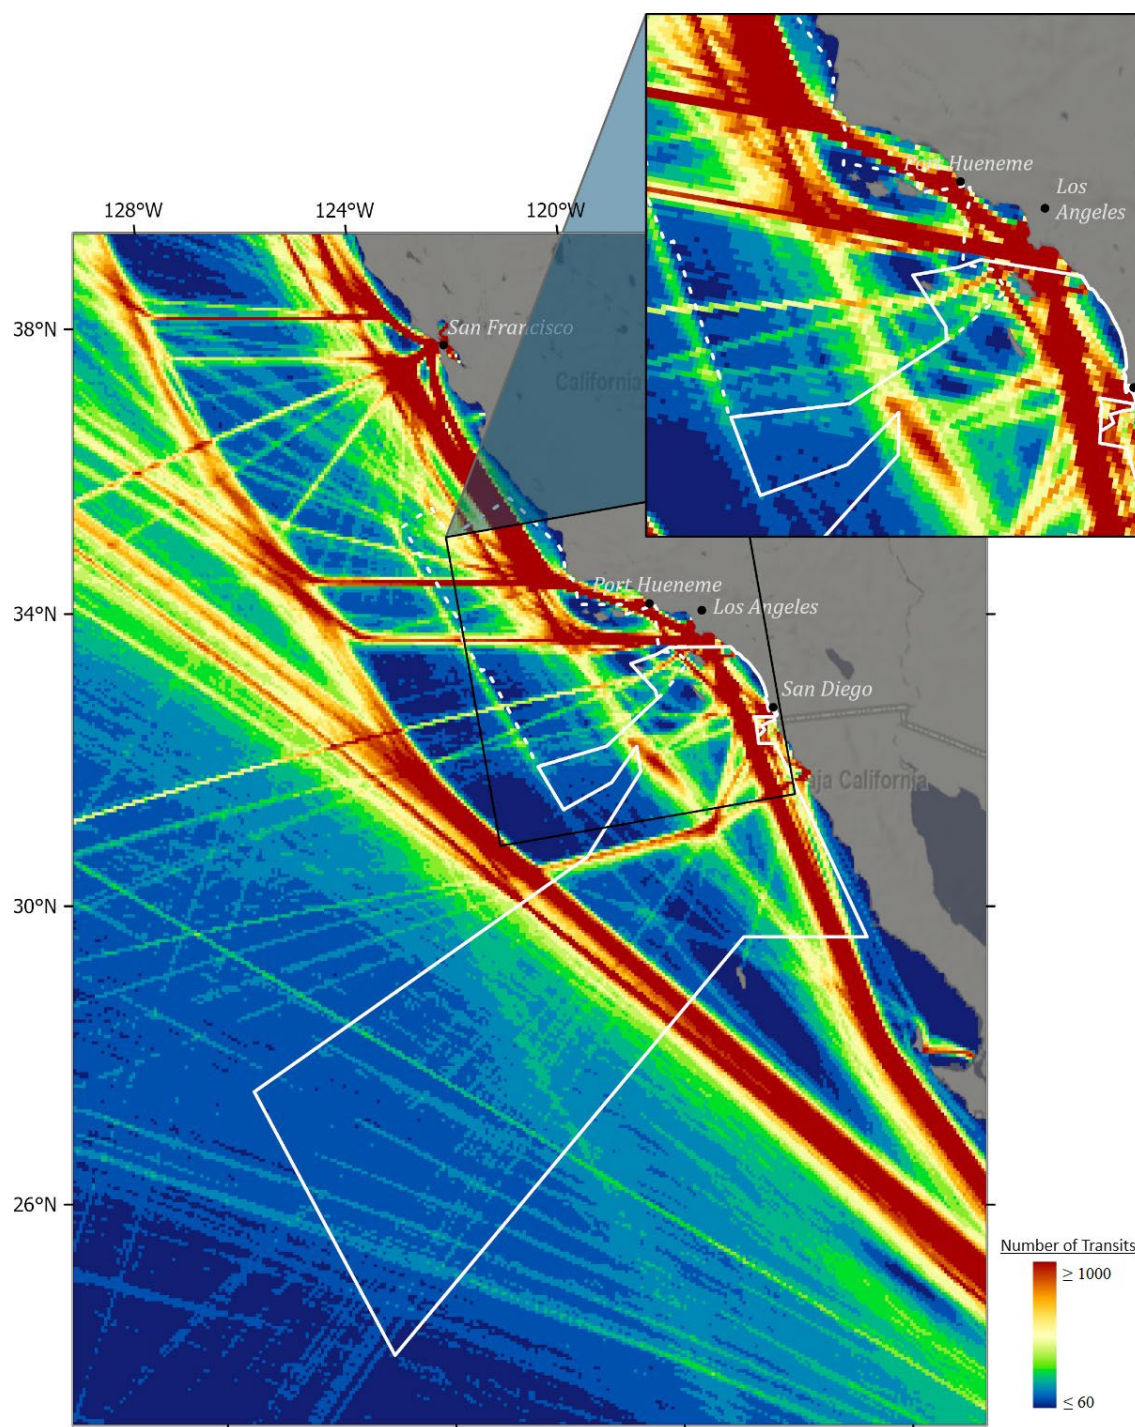 Port Hueneme
Los
Angeles
128°W
124°W
120°W
38°N
San Francisco
California
34°N
Port Hueneme
Los Angeles
San Diego
aja California
30°N
26°N
Number of Transits
≥ 1000
≤ 60